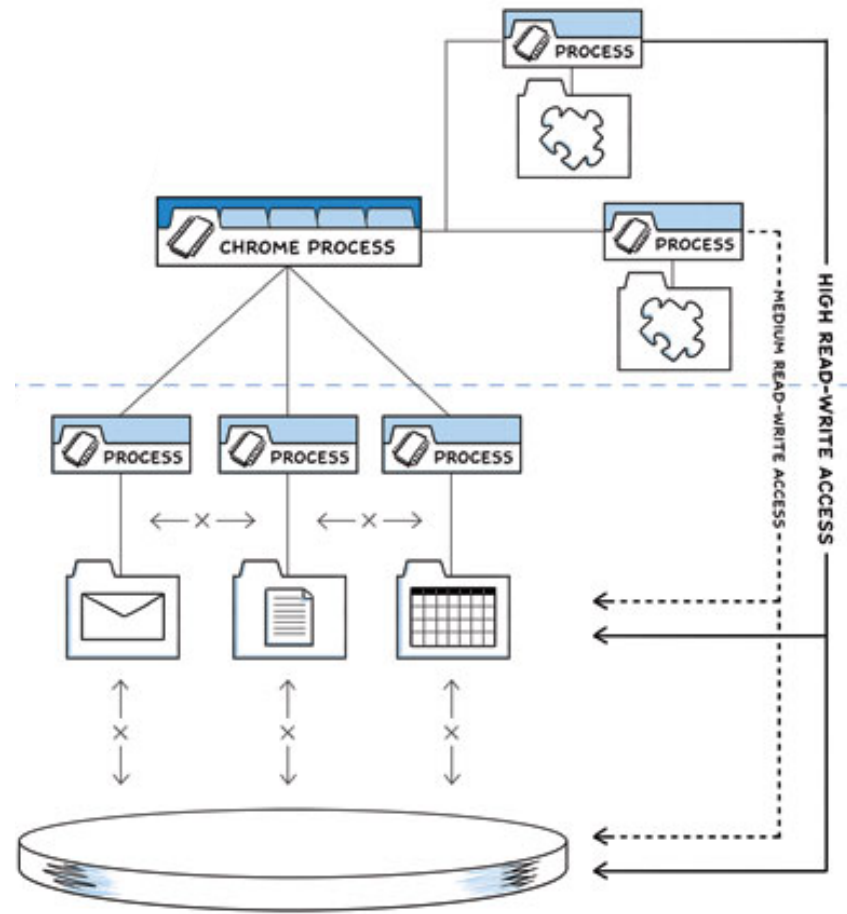 PROCESS
CHROME PROCESS
PROCESS
PROCESS
PROCESS
PROCESS
MEDIUM READ-WRITE ACCESS
HIGH READ-WRITE ACCESS